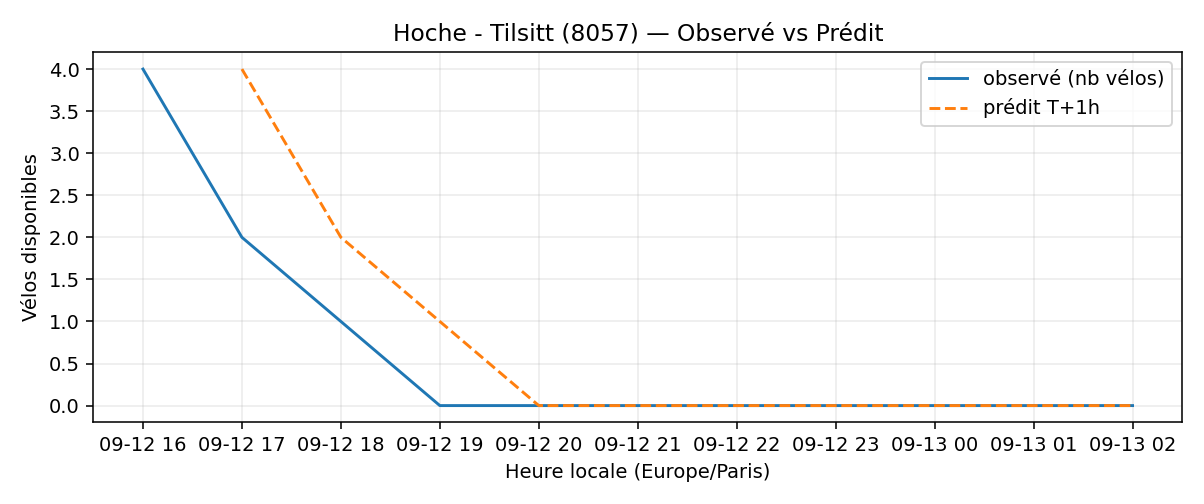 Hoche - Tilsitt (8057) — Observé vs Prédit
observé (nb vélos)
prédit T+1h
Vélos disponibles
4.0
3.5
3.0
2.5
2.0
1.5
1.0
0.5
0.0
09-12 16 09-12 17 09-12 18 09-12 19 09-12 20 09-12 21 09-12 22 09-12 23 09-13 00 09-13 01 09-13 02
Heure locale (Europe/Paris)